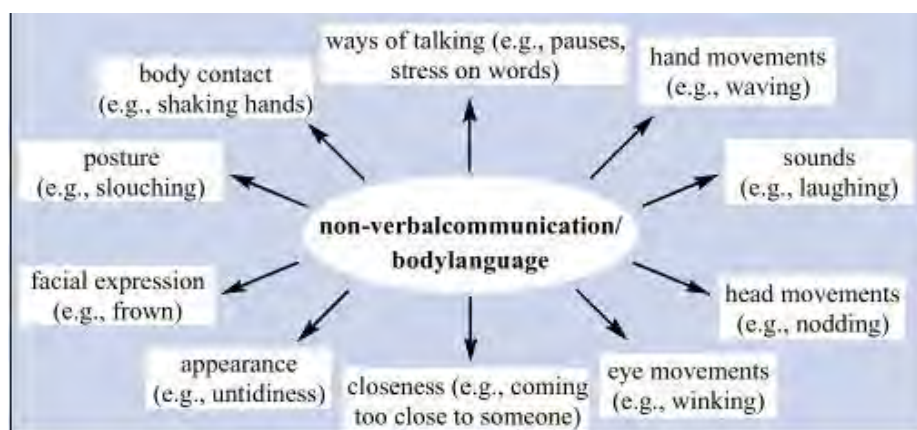 ways of talking (e.g., pauses,
stress on words)
body contact
(e.g., shaking hands)
hand movements
(e.g., waving)
posture
(e.g., slouching)
sounds
(e.g., laughing)
non-verbalcommunication/
bodylanguage
facial expression
(e.g., frown)
head movements
(e.g., nodding)
appearance
(e.g., untidiness)
closeness (e.g., coming
too close to someone)
eye movements
(e.g., winking)